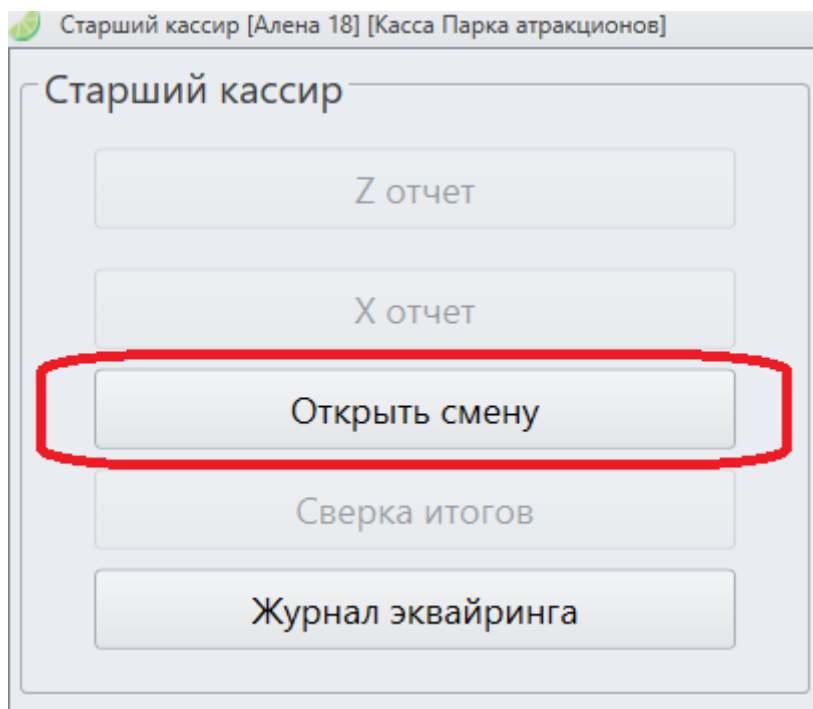 Старший кассир [Алена 18] [Касса Парка атракционов]
Старший кассир
Z отчет
X отчет
Открыть смену
Сверка итогов
Журнал эквайринга